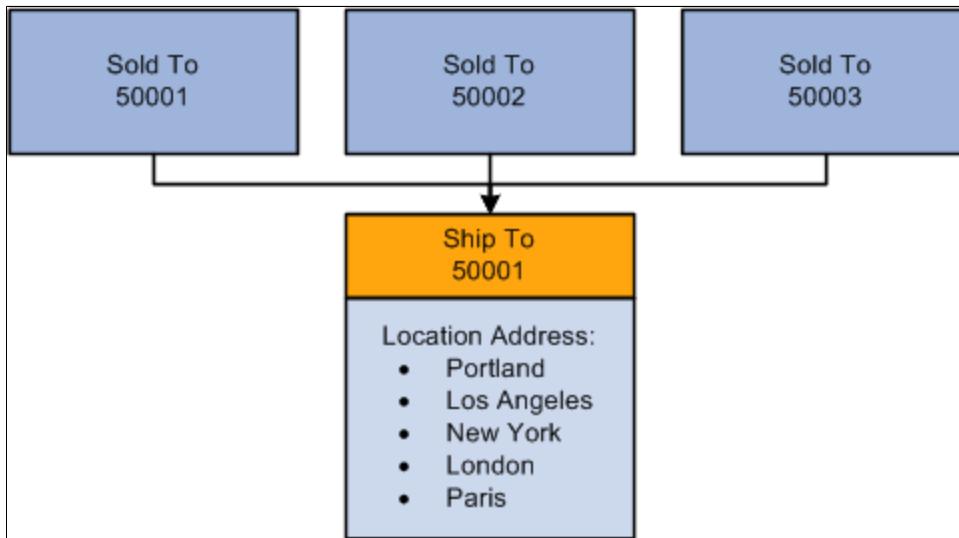 Sold To
50001
Sold To
50002
Sold To
50003
Ship To
50001
Location Address:
• Portland
• Los Angeles
• New York
• London
• Paris